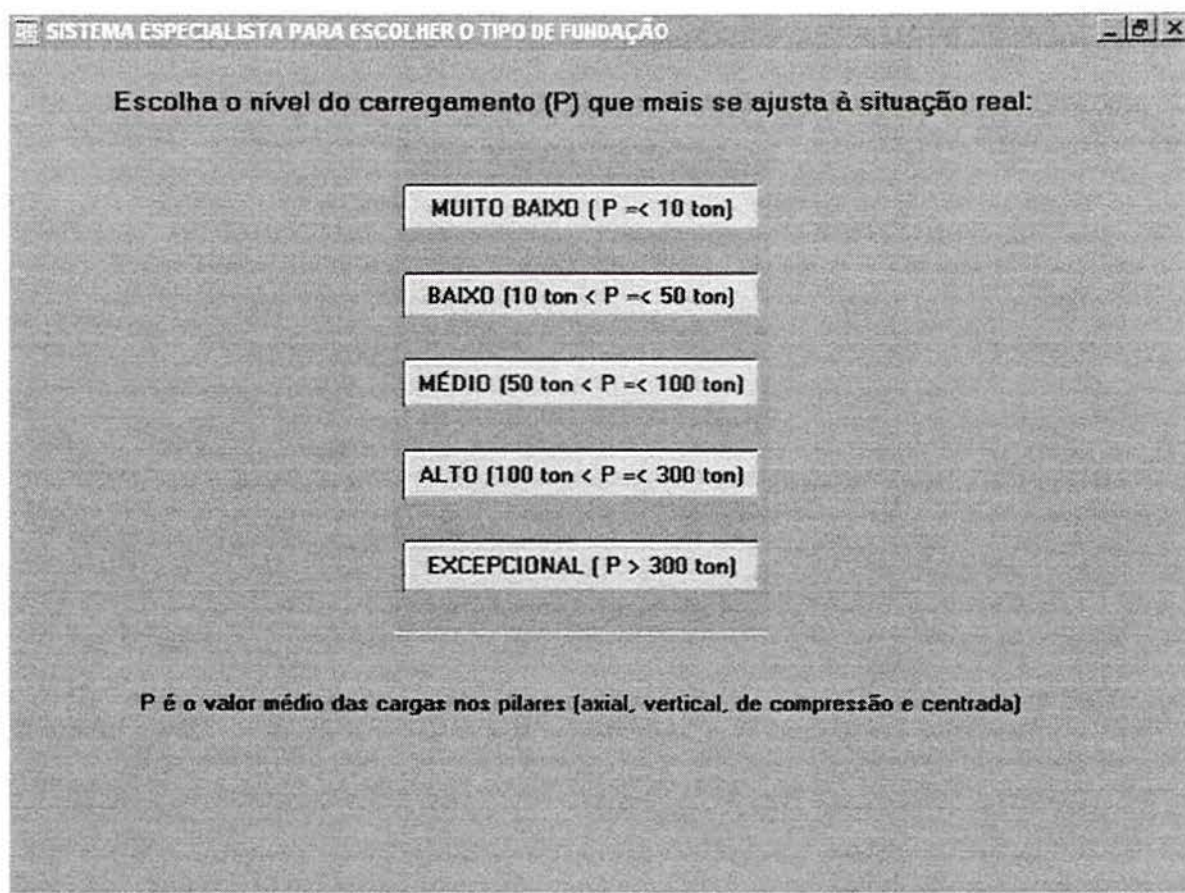 SISTEMA ESPECIALISTA PARA ESCOLHER O TIPO DE FUNDAÇÃO
Escolha o nível do carregamento (P) que mais se ajusta à situação real:
MUITO BAIXO ( P =< 10 ton)
BAIXO (10 ton < P =< 50 ton)
MÉDIO (50 ton < P =< 100 ton)
ALTO (100 ton < P =< 300 ton)
EXCEPCIONAL ( P > 300 ton)
P é o valor médio das cargas nos pilares (axial, vertical, de compressão e centrada)